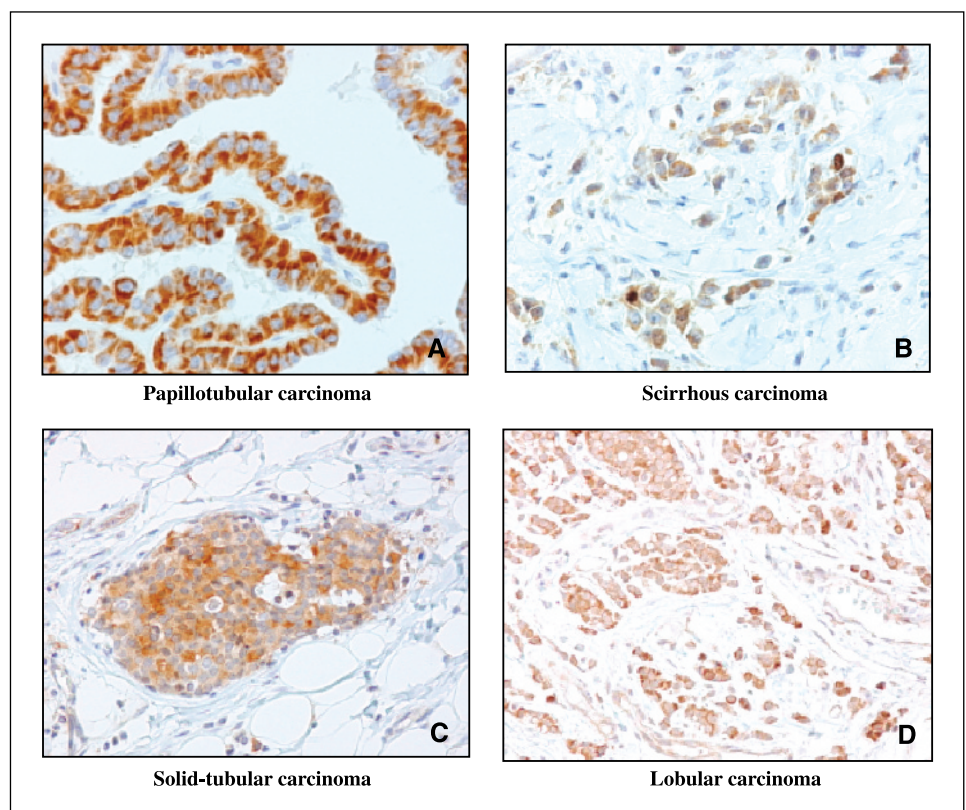 A
B
Papillotubular carcinoma
Scirrhous carcinoma
C
D
Solid-tubular carcinoma
Lobular carcinoma